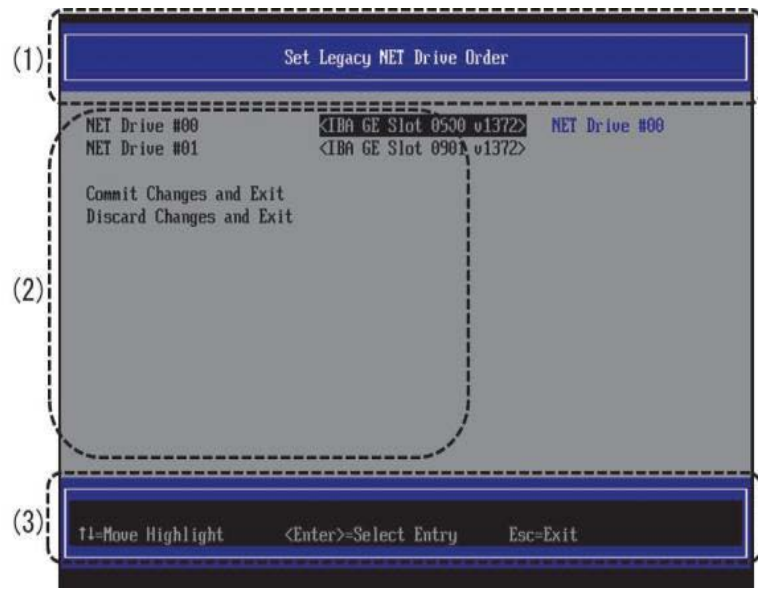 (1)
Set Legacy NET Drive Order
NET Drive #00 <IBA GE Slot 0500 v1372> NET Drive #00
NET Drive #01 <IBA GE Slot 0901 v1372>
Commit Changes and Exit
Discard Changes and Exit
(2)
(3)
↑↓=Move Highlight <Enter>=Select Entry Esc=Exit